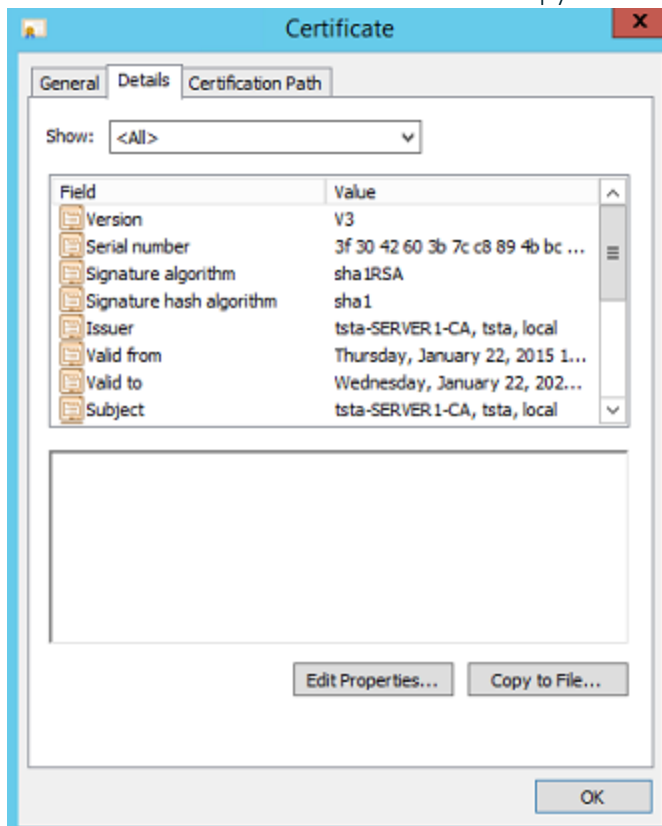 Certificate
x
General Details Certification Path
Show: <All>
Field Value
Version V3
Serial number 3f 30 42 60 3b 7c c8 89 4b bc ...
Signature algorithm sha1RSA
Signature hash algorithm sha1
Issuer tsta-SERVER1-CA, tsta, local
Valid from Thursday, January 22, 2015 1...
Valid to Wednesday, January 22, 202...
Subject tsta-SERVER1-CA, tsta, local
Edit Properties... Copy to File...
OK